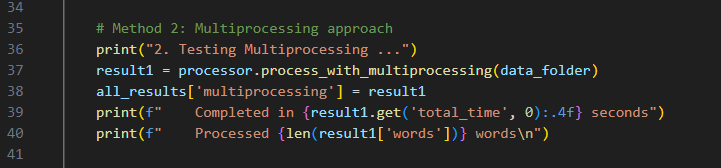 34
35 # Method 2: Multiprocessing approach
36 print("2. Testing Multiprocessing ...")
37 result1 = processor.process_with_multiprocessing(data_folder)
38 all_results['multiprocessing'] = result1
39 print(f"    Completed in {result1.get('total_time', 0):.4f} seconds")
40 print(f"    Processed {len(result1['words'])} words\n")
41